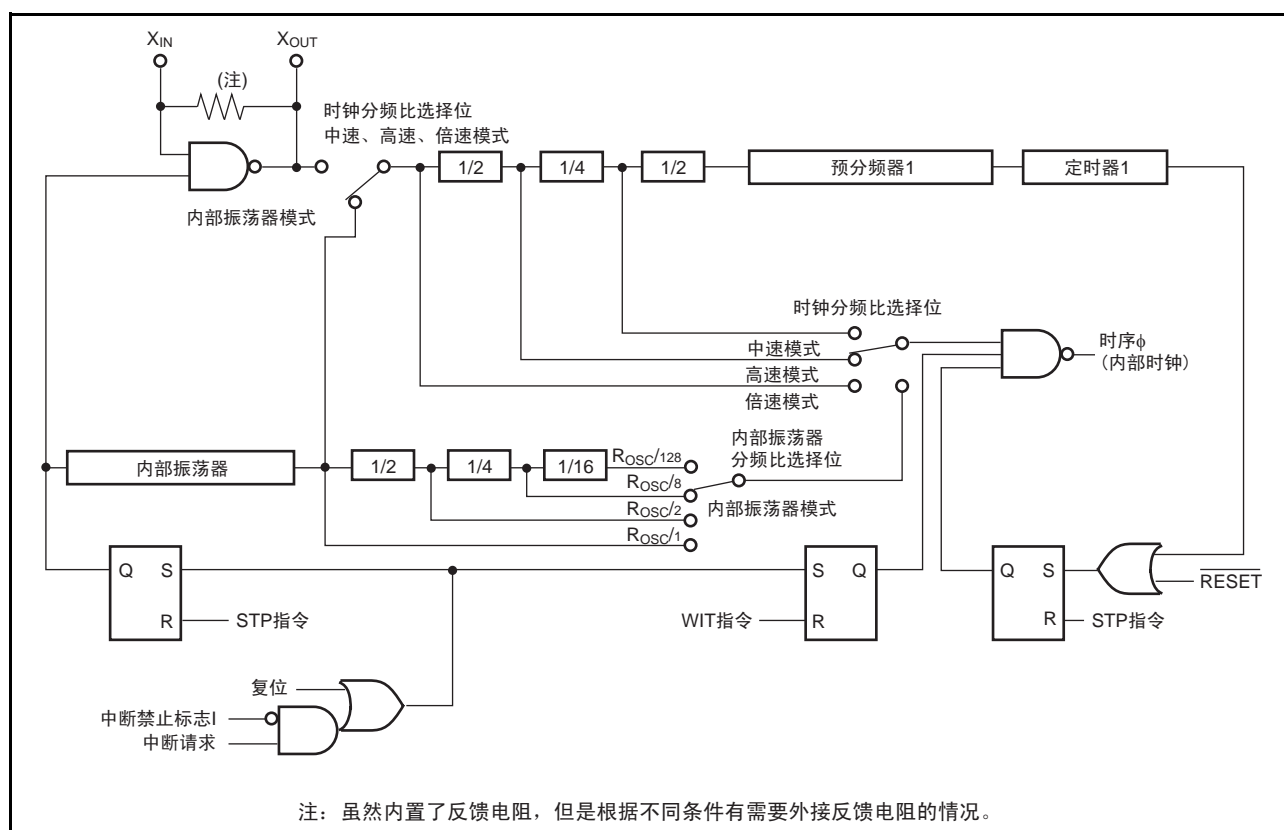 XIN
XOUT
(注)
时钟分频比选择位
中速、高速、倍速模式
1/2
1/4
1/2
预分频器1
定时器1
内部振荡器模式
时钟分频比选择位
中速模式
高速模式
倍速模式
时序ϕ
(内部时钟)
内部振荡器
1/2
1/4
1/16
ROSC/128
ROSC/8
ROSC/2
ROSC/1
内部振荡器
分频比选择位
内部振荡器模式
Q S
R
STP指令
WIT指令
S Q
R
Q S
R
STP指令
RESET
复位
中断禁止标志I
中断请求
注：虽然内置了反馈电阻，但是根据不同条件有需要外接反馈电阻的情况。